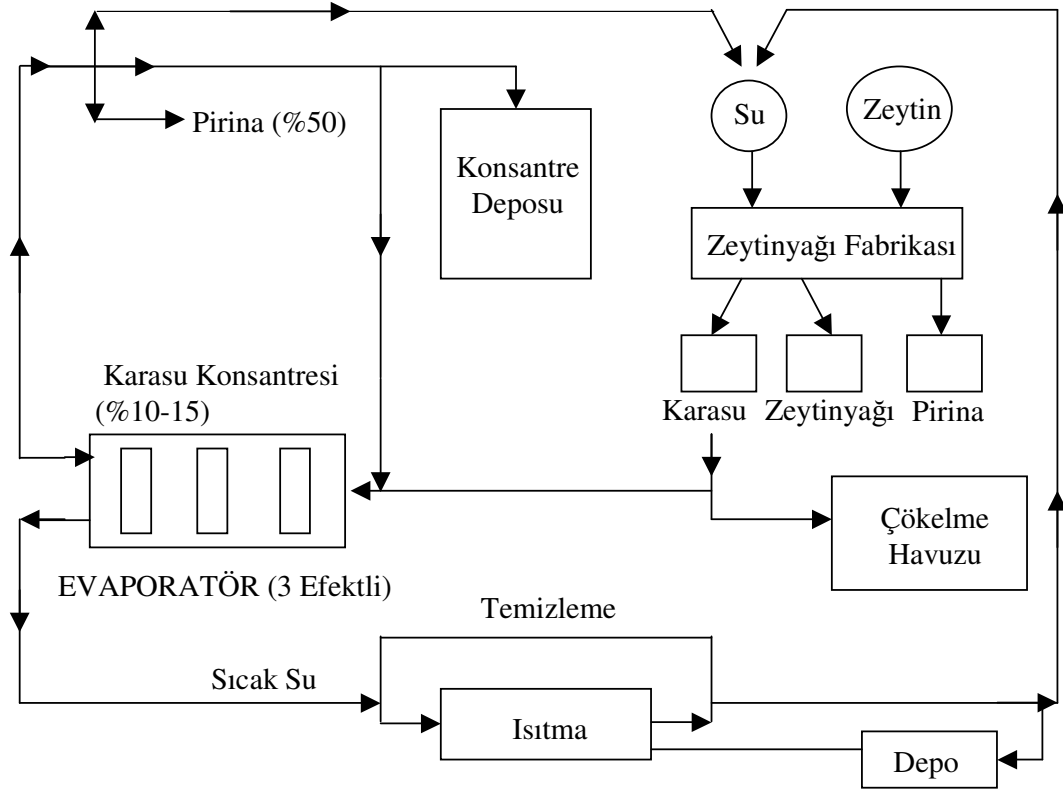 Pirina (%50)
Su
Zeytin
Konsantre
Deposu
Zeytinyağı Fabrikası
Karasu Konsantresi
(%10-15)
Karasu
Zeytinyağı
Pirina
Çökelme
Havuzu
EVAPORATÖR (3 Efektli)
Temizleme
Sıcak Su
Isıtma
Depo